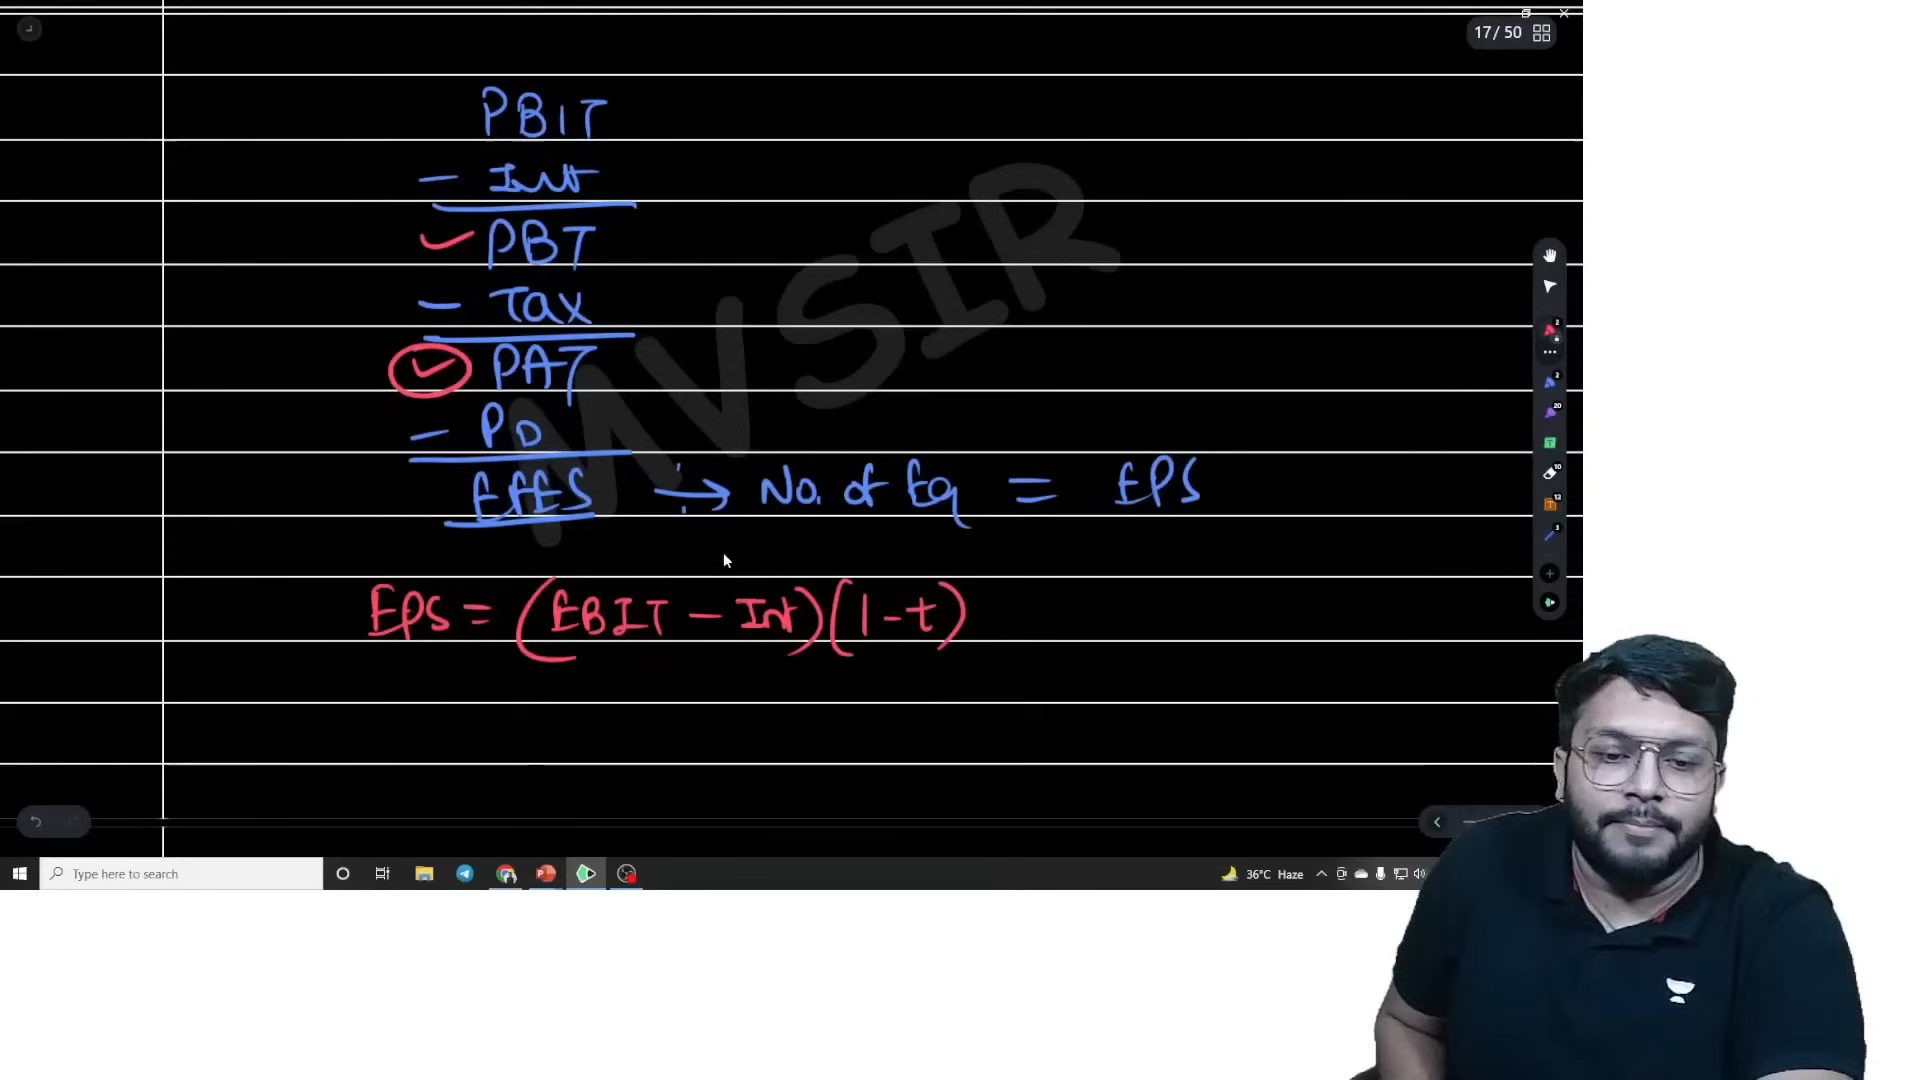 17/ 50
PBIT
- Int
✓ PBT
- Tax
✓ PAT
- PD
EFES ÷→ No. of Eq = EPS
MVSIR
EPS = (EBIT - Int)(1-t)
Type here to search
36°C Haze